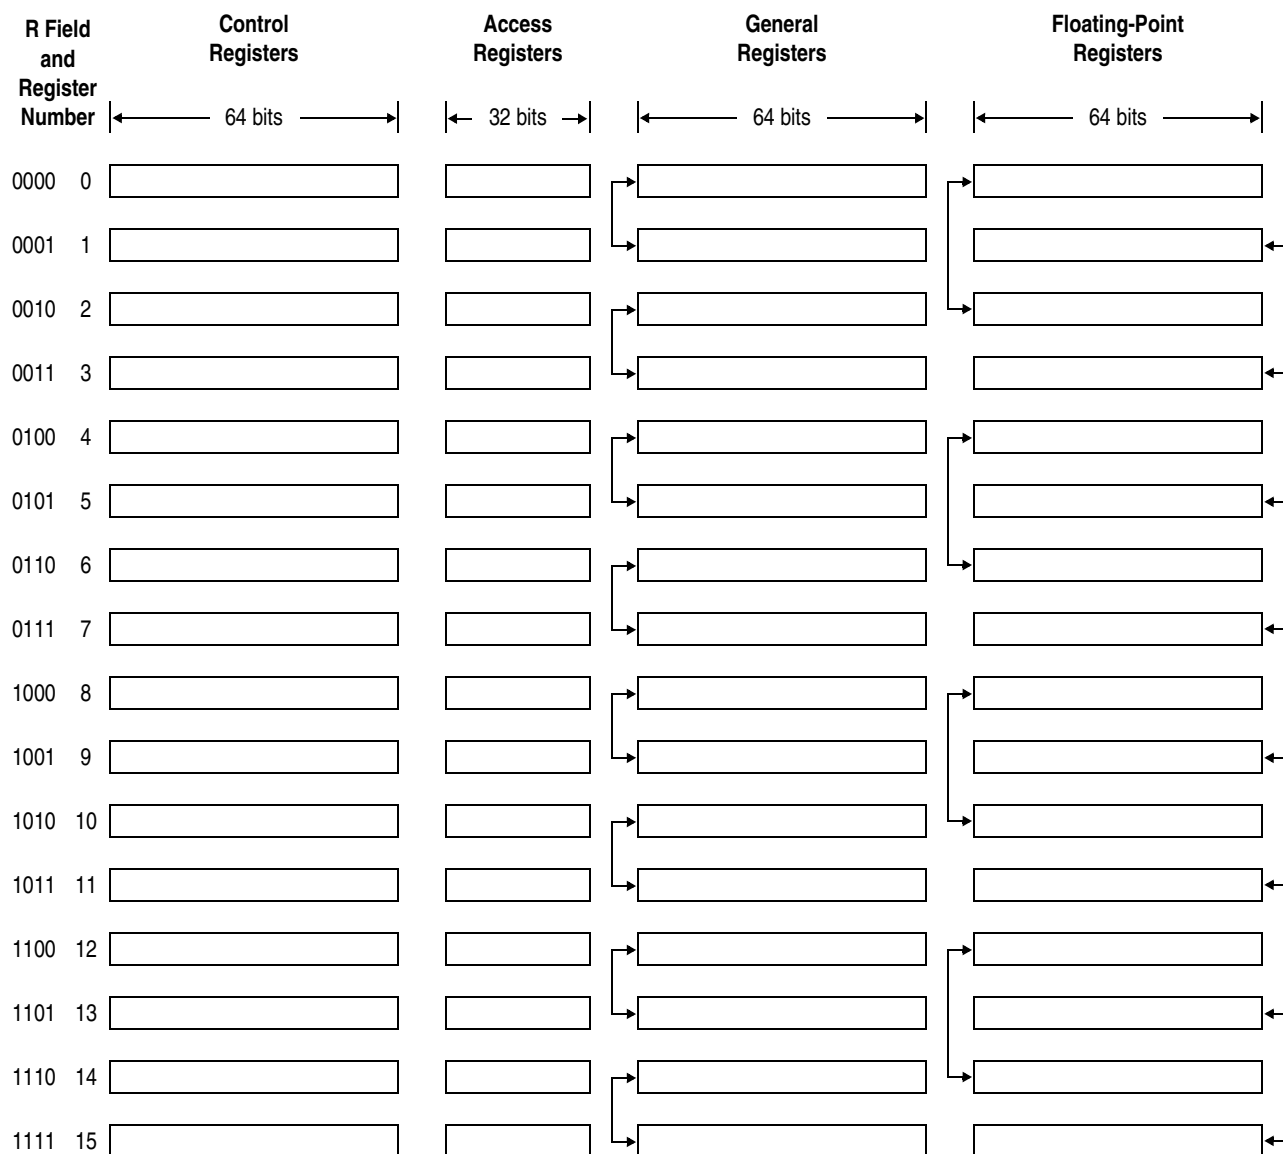 R Field
and
Register
Number
Control
Registers
Access
Registers
General
Registers
Floating-Point
Registers
64 bits
32 bits
64 bits
64 bits
0000 0
0001 1
0010 2
0011 3
0100 4
0101 5
0110 6
0111 7
1000 8
1001 9
1010 10
1011 11
1100 12
1101 13
1110 14
1111 15